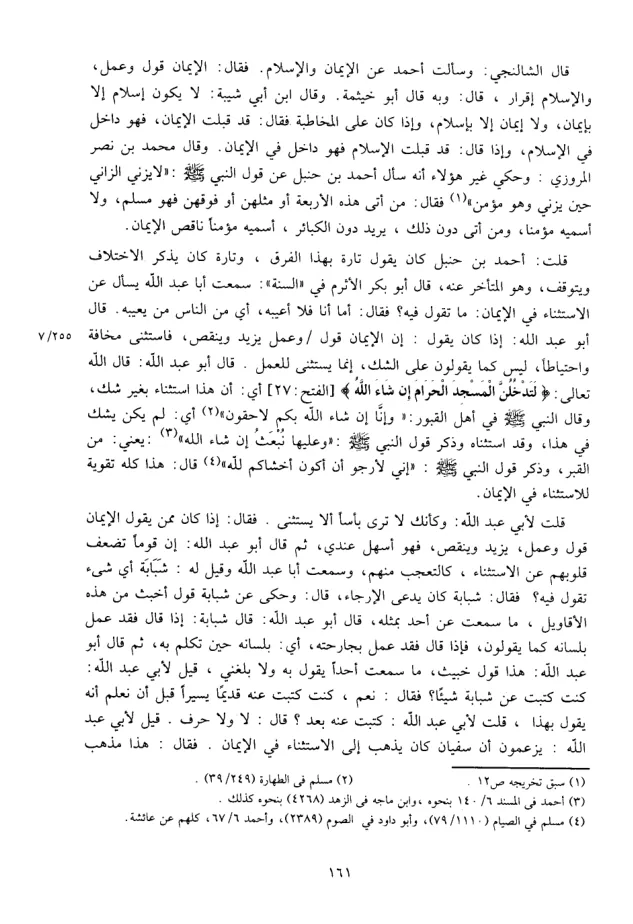 قال الشالنجي: وسألت أحمد عن الإيمان والإسلام. فقال: الإيمان قول وعمل،
والإسلام إقرار ، قال: وبه قال أبو خيثمة. وقال ابن أبي شيبة: لا يكون إسلام إلا
بإيمان، ولا إيمان إلا بإسلام، وإذا كان على المخاطبة فقال: قد قبلت الإيمان، فهو داخل
في الإسلام، وإذا قال: قد قبلت الإسلام فهو داخل في الإيمان. وقال محمد بن نصر
المروزي : وحكي غير هؤلاء أنه سأل أحمد بن حنبل عن قول النبي ﷺ :«لايزني الزاني
حين يزني وهو مؤمن»(١) فقال: من أتى هذه الأربعة أو مثلهن أو فوقهن فهو مسلم، ولا
أسميه مؤمنا، ومن أتى دون ذلك ، يريد دون الكبائر ، أسميه مؤمناً ناقص الإيمان.
قلت: أحمد بن حنبل كان يقول تارة بهذا الفرق ، وتارة كان يذكر الاختلاف
ويتوقف، وهو المتأخر عنه، قال أبو بكر الأثرم في «السنة»: سمعت أبا عبد الله يسأل عن
الاستثناء في الإيمان: ما تقول فيه؟ فقال: أما أنا فلا أعيبه، أي من الناس من يعيبه. قال
أبو عبد الله: إذا كان يقول : إن الإيمان قول /وعمل يزيد وينقص، فاستثنى مخافة ٧/٢٥٥
واحتياطاً، ليس كما يقولون على الشك، إنما يستثنى للعمل . قال أبو عبد الله: قال الله
تعالى: ﴿ لَتَدْخُلُنَّ الْمَسْجِدَ الْحَرَامَ إِن شَاءَ اللَّهُ ﴾ [الفتح:٢٧] أي: أن هذا استثناء بغير شك،
وقال النبي ﷺ في أهل القبور:« وإنَّا إن شاء الله بكم لاحقون»(٢) أي: لم يكن يشك
في هذا، وقد استثناه وذكر قول النبي ﷺ :«وعليها نُبْعَثُ إن شاء الله»(٣) :يعني: من
القبر، وذكر قول النبي ﷺ : «إني لأرجو أن أكون أخشاكم لله»(٤) قال: هذا كله تقوية
للاستثناء في الإيمان.
قلت لأبي عبد الله: وكأنك لا ترى بأساً ألا يستثنى . فقال: إذا كان ممن يقول الإيمان
قول وعمل، يزيد وينقص، فهو أسهل عندي، ثم قال أبو عبد الله: إن قوماً تضعف
قلوبهم عن الاستثناء ، كالتعجب منهم، وسمعت أبا عبد الله وقيل له : شَبَابَة أي شىء
تقول فيه؟ فقال: شبابة كان يدعى الإرجاء، قال: وحكى عن شبابة قول أخبث من هذه
الأقاويل ، ما سمعت عن أحد بمثله، قال أبو عبد الله: قال شبابة: إذا قال فقد عمل
بلسانه كما يقولون، فإذا قال فقد عمل بجارحته، أي: بلسانه حين تكلم به، ثم قال أبو
عبد الله: هذا قول خبيث، ما سمعت أحداً يقول به ولا بلغني ، قيل لأبي عبد الله:
كنت كتبت عن شبابة شيئًا؟ فقال : نعم ، كنت كتبت عنه قديمًا يسيراً قبل أن نعلم أنه
يقول بهذا ، قلت لأبي عبد الله : كتبت عنه بعد ؟ قال : لا ولا حرف . قيل لأبي عبد
الله : يزعمون أن سفيان كان يذهب إلى الاستثناء في الإيمان . فقال : هذا مذهب
(١) سبق تخريجه ص١٢ . (٢) مسلم فى الطهارة (٣٩/٢٤٩) .
(٣) أحمد فى المسند ٦/ ١٤٠ بنحوه ،وابن ماجه فى الزهد (٤٢٦٨) بنحوه كذلك .
(٤) مسلم فى الصيام (٧٩/١١١٠)، وأبو داود في الصوم (٢٣٨٩)، وأحمد ٦/ ٦٧، كلهم عن عائشة.
١٦١